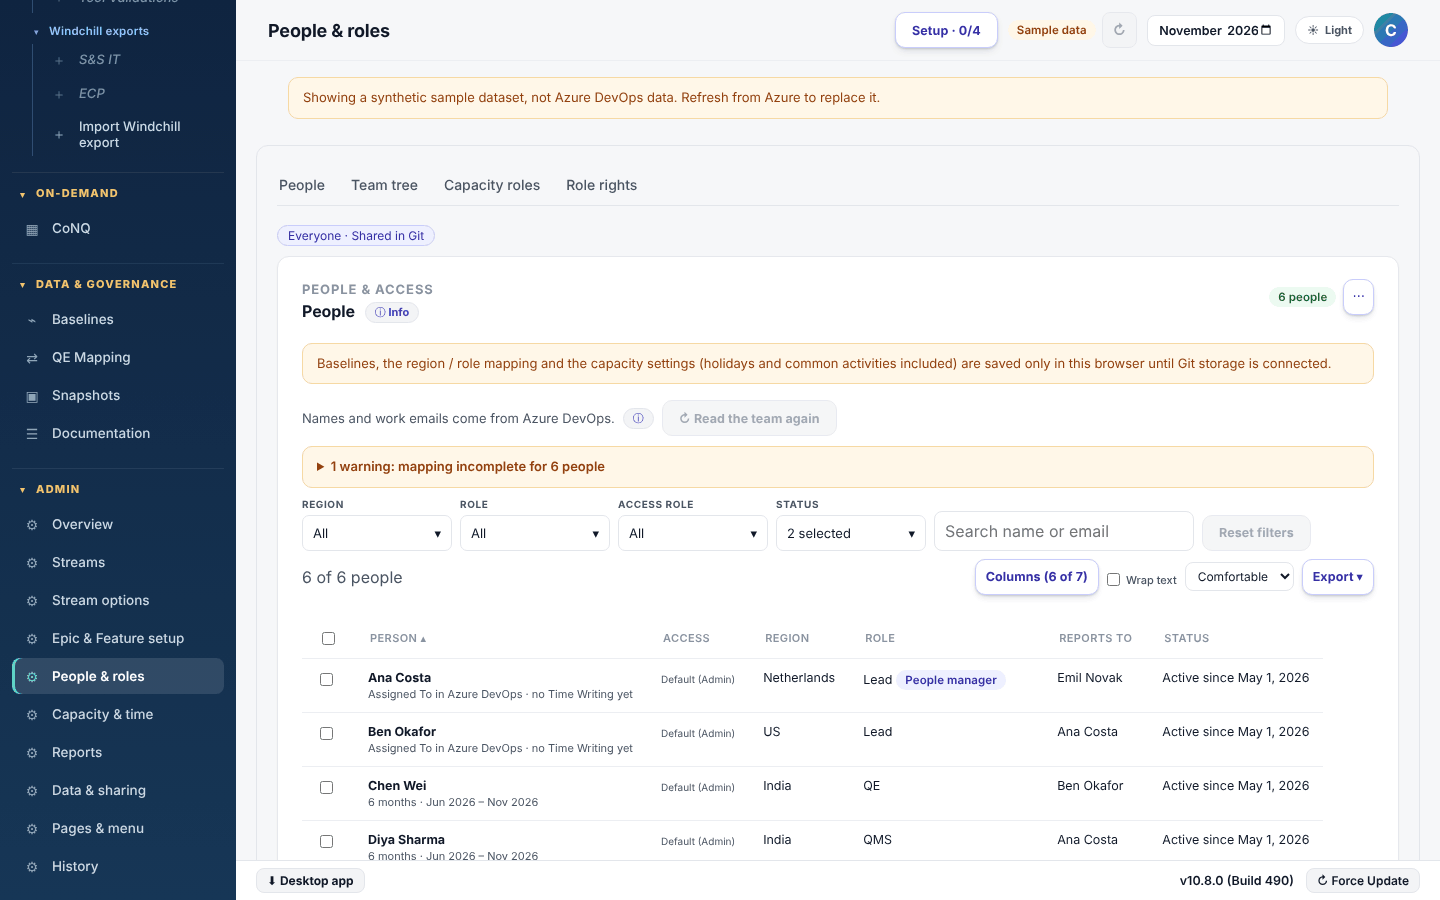 Windchill exports
S&S IT
ECP
Import Windchill
export
ON-DEMAND
CoNQ
DATA & GOVERNANCE
Baselines
QE Mapping
Snapshots
Documentation
ADMIN
Overview
Streams
Stream options
Epic & Feature setup
People & roles
Capacity & time
Reports
Data & sharing
Pages & menu
History
People & roles
Setup · 0/4
Sample data
November 2026
Light
C
Showing a synthetic sample dataset, not Azure DevOps data. Refresh from Azure to replace it.
People Team tree Capacity roles Role rights
Everyone · Shared in Git
PEOPLE & ACCESS
People
ⓘ Info
6 people
...
Baselines, the region / role mapping and the capacity settings (holidays and common activities included) are saved only in this browser until Git storage is connected.
Names and work emails come from Azure DevOps. ⓘ ↻ Read the team again
▶ 1 warning: mapping incomplete for 6 people
REGION ROLE ACCESS ROLE STATUS
All All All 2 selected Search name or email Reset filters
6 of 6 people
Columns (6 of 7) Wrap text Comfortable Export ▾
PERSON ▴ ACCESS REGION ROLE REPORTS TO STATUS
Ana Costa Default (Admin) Netherlands Lead People manager Emil Novak Active since May 1, 2026
Assigned To in Azure DevOps · no Time Writing yet
Ben Okafor Default (Admin) US Lead Ana Costa Active since May 1, 2026
Assigned To in Azure DevOps · no Time Writing yet
Chen Wei Default (Admin) India QE Ben Okafor Active since May 1, 2026
6 months · Jun 2026 – Nov 2026
Diya Sharma Default (Admin) India QMS Ana Costa Active since May 1, 2026
6 months · Jun 2026 – Nov 2026
⬇ Desktop app
v10.8.0 (Build 490)
↻ Force Update